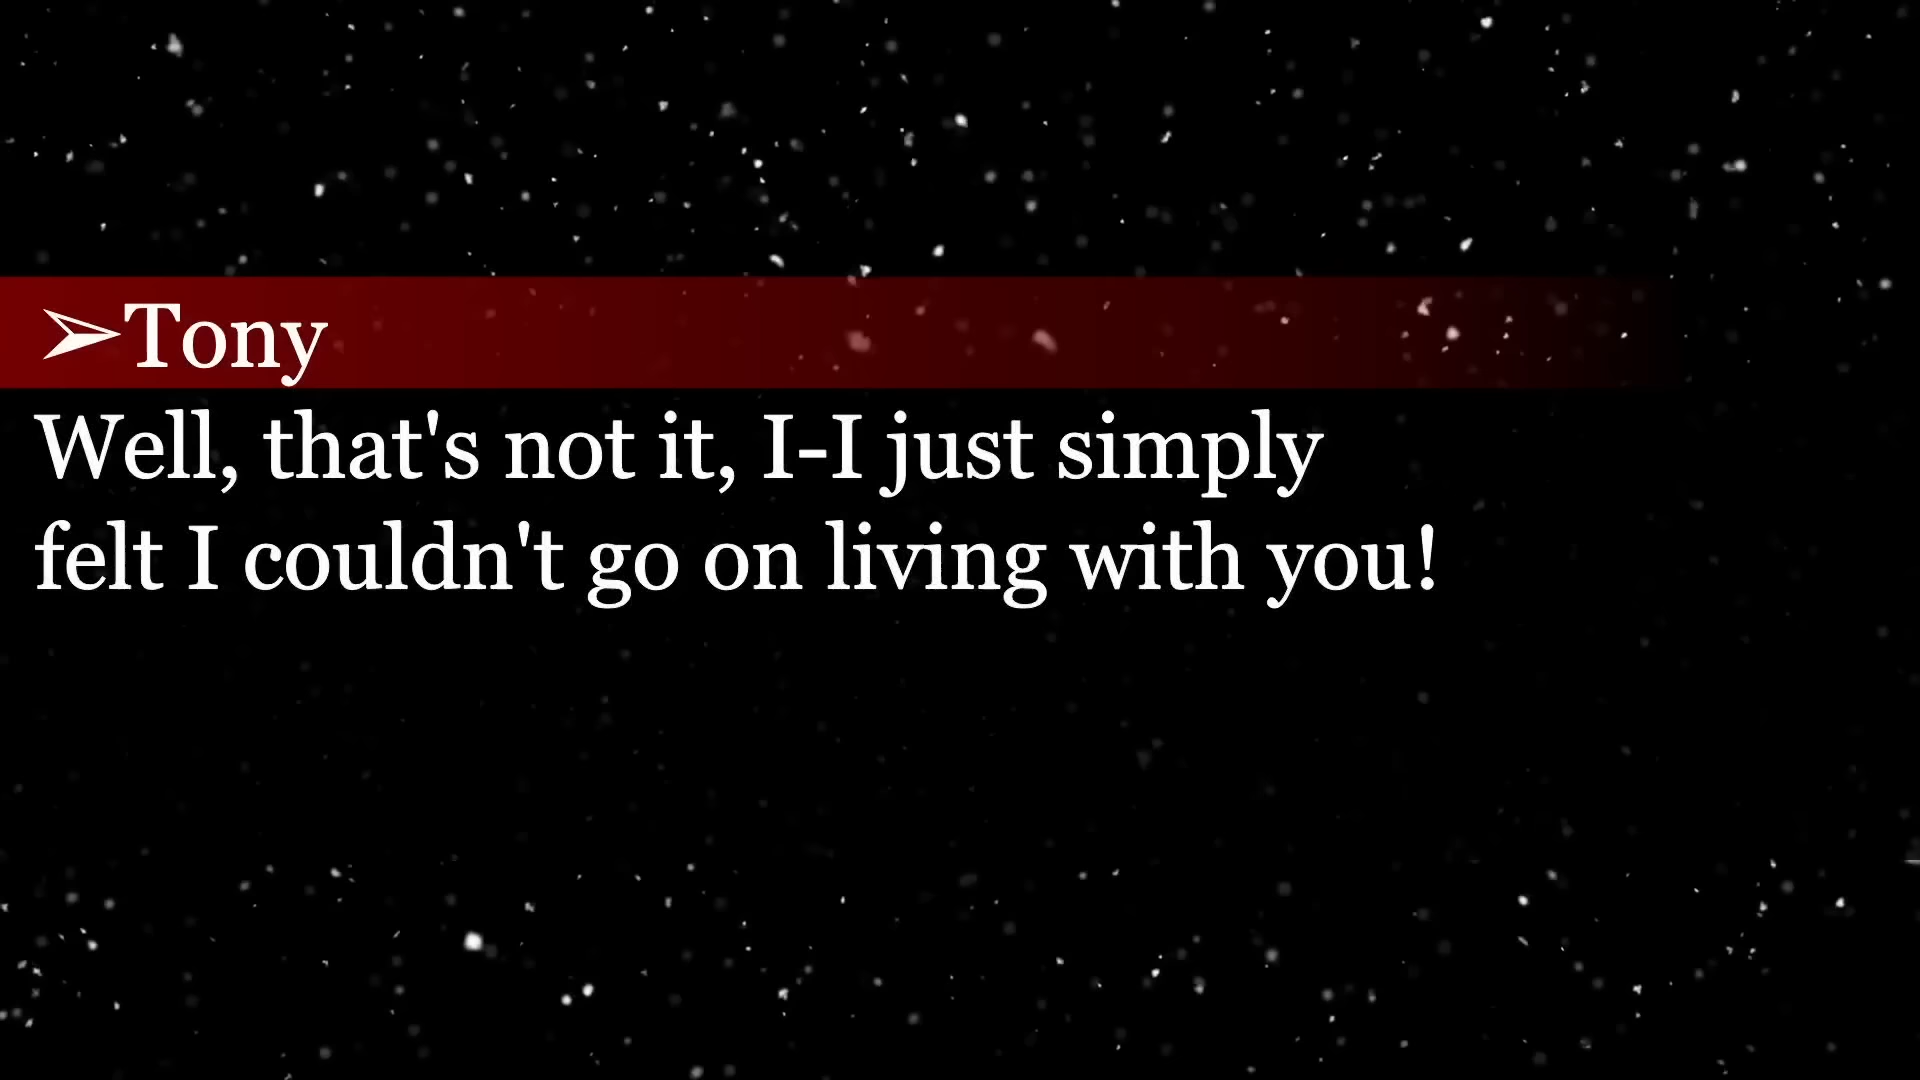 ➢Tony
Well, that's not it, I-I just simply
felt I couldn't go on living with you!